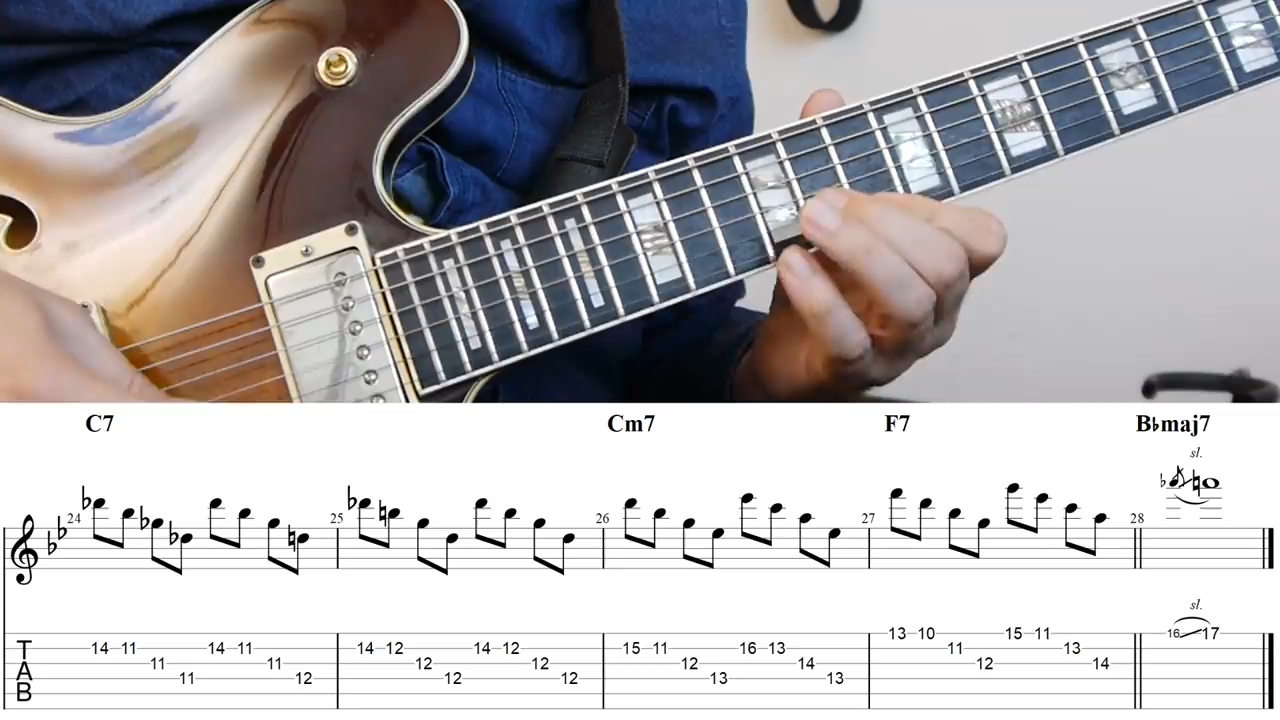 C7 Cm7 F7 B♭maj7
sl.
24 25 26 27 28
sl.
13 10 15 11 16 17
T 14 11 14 11 14 12 14 12 15 11 16 13 11 13
A 11 11 12 12 12 14 12 14
B 11 12 12 12 13 13